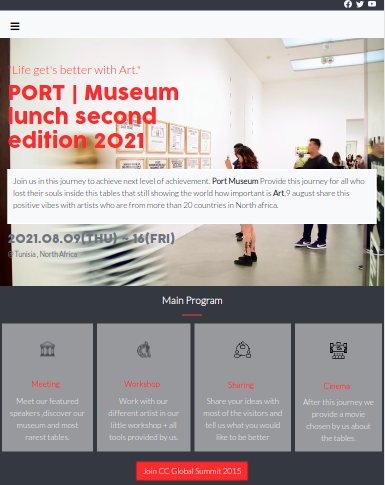 "Life get's better with Art."
PORT | Museum
lunch second
edition 2021
Join us in this journey to achieve next level of achievement. Port Museum Provide this journey for all who
lost their souls inside this tables that still showing the world how important is Art,9 august share this
positive vibes with artists who are from more than 20 countries in North africa.
2021.08.09(THU) ~ 16(FRI)
@ Tunisia , North Africa
Main Program
Meeting
Meet our featured
speakers ,discover our
museum and most
rarest tables.
Workshop
Work with our
different artist in our
little workshop + all
tools provided by us.
Sharing
Share your ideas with
most of the visitors and
tell us what you would
like to be better
Cinema
After this journey we
provide a movie
chosen by us about
the tables.
Join CC Global Summit 2015